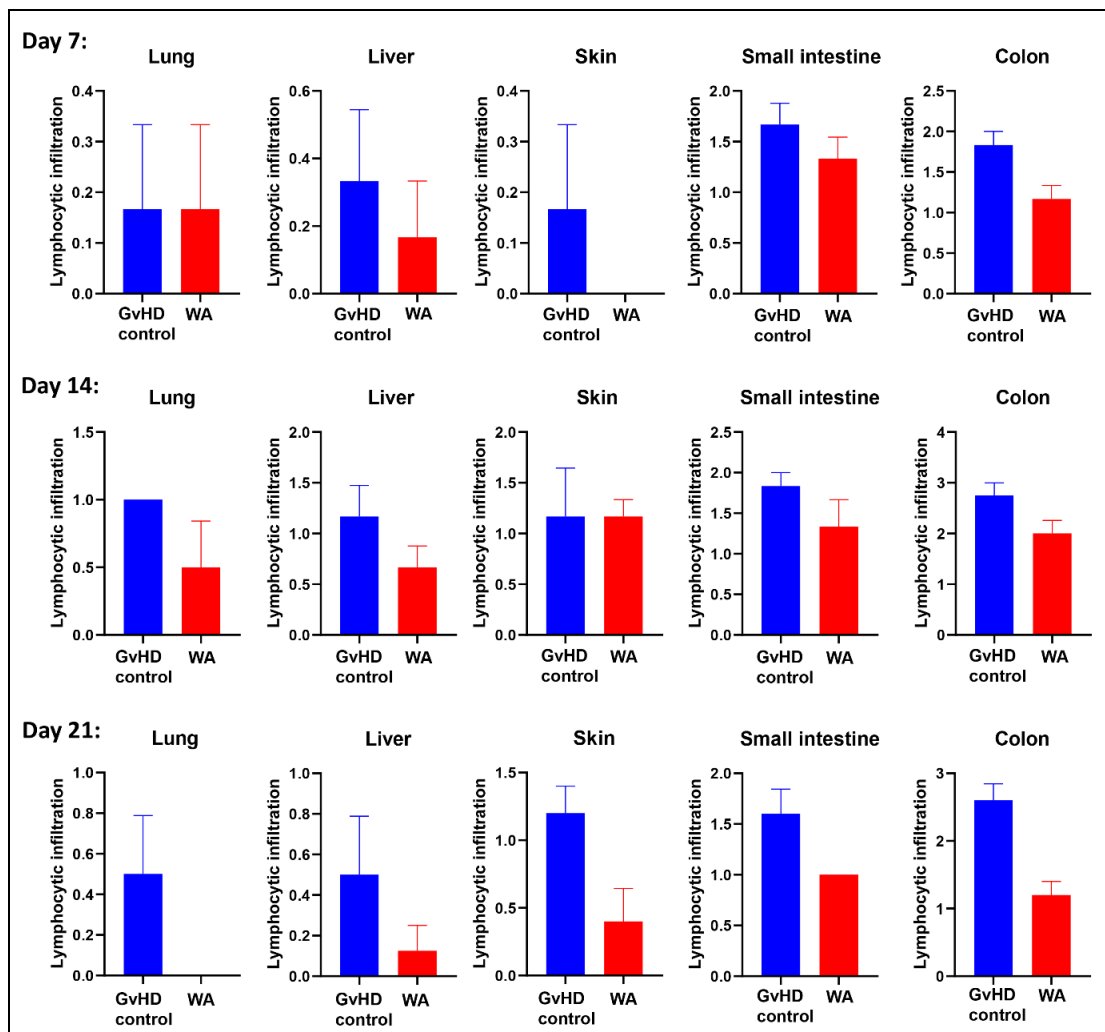 Day 7:
Lung
Liver
Skin
Small intestine
Colon
Lymphocytic infiltration
0.4
0.3
0.2
0.1
0.0
GvHD control
WA
Lymphocytic infiltration
0.6
0.4
0.2
0.0
GvHD control
WA
Lymphocytic infiltration
0.4
0.3
0.2
0.1
0.0
GvHD control
WA
Lymphocytic infiltration
2.0
1.5
1.0
0.5
0.0
GvHD control
WA
Lymphocytic infiltration
2.5
2.0
1.5
1.0
0.5
0.0
GvHD control
WA
Day 14:
Lung
Liver
Skin
Small intestine
Colon
Lymphocytic infiltration
1.5
1.0
0.5
0.0
GvHD control
WA
Lymphocytic infiltration
2.0
1.5
1.0
0.5
0.0
GvHD control
WA
Lymphocytic infiltration
2.0
1.5
1.0
0.5
0.0
GvHD control
WA
Lymphocytic infiltration
2.5
2.0
1.5
1.0
0.5
0.0
GvHD control
WA
Lymphocytic infiltration
4
3
2
1
0
GvHD control
WA
Day 21:
Lung
Liver
Skin
Small intestine
Colon
Lymphocytic infiltration
1.0
0.8
0.6
0.4
0.2
0.0
GvHD control
WA
Lymphocytic infiltration
1.0
0.8
0.6
0.4
0.2
0.0
GvHD control
WA
Lymphocytic infiltration
1.5
1.0
0.5
0.0
GvHD control
WA
Lymphocytic infiltration
2.0
1.5
1.0
0.5
0.0
GvHD control
WA
Lymphocytic infiltration
3
2
1
0
GvHD control
WA